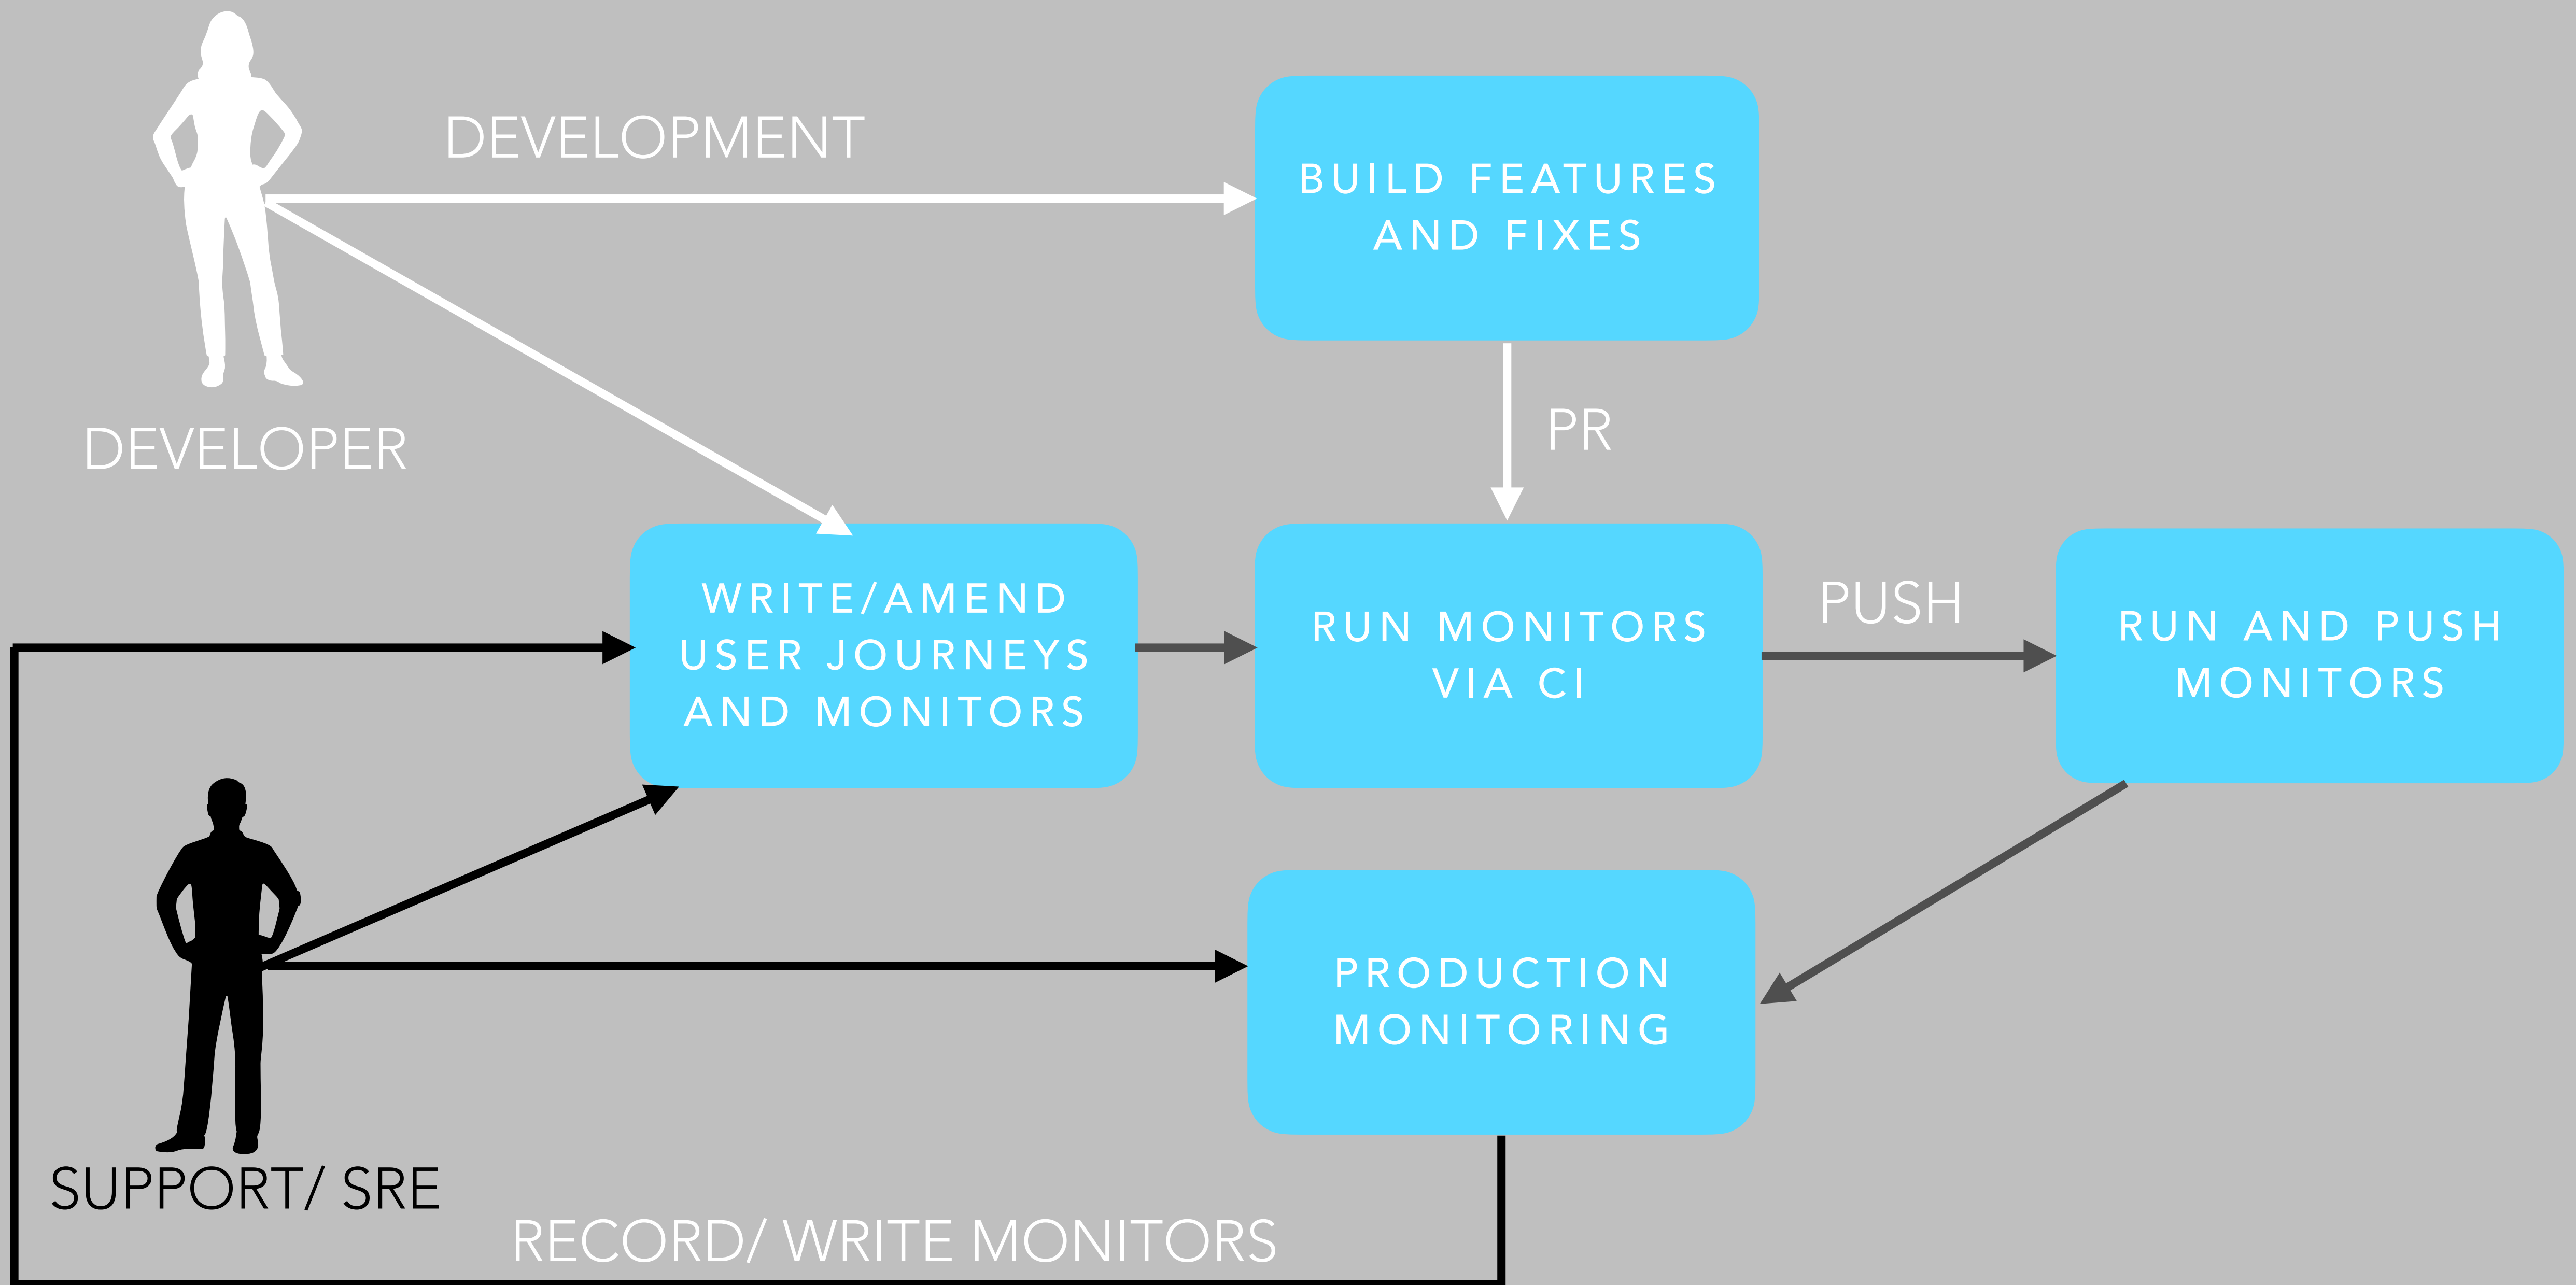 DEVELOPMENT
BUILD FEATURES
AND FIXES
DEVELOPER
PR
WRITE/AMEND
USER JOURNEYS
AND MONITORS
RUN MONITORS
VIA CI
PUSH
RUN AND PUSH
MONITORS
PRODUCTION
MONITORING
SUPPORT/ SRE
RECORD/ WRITE MONITORS